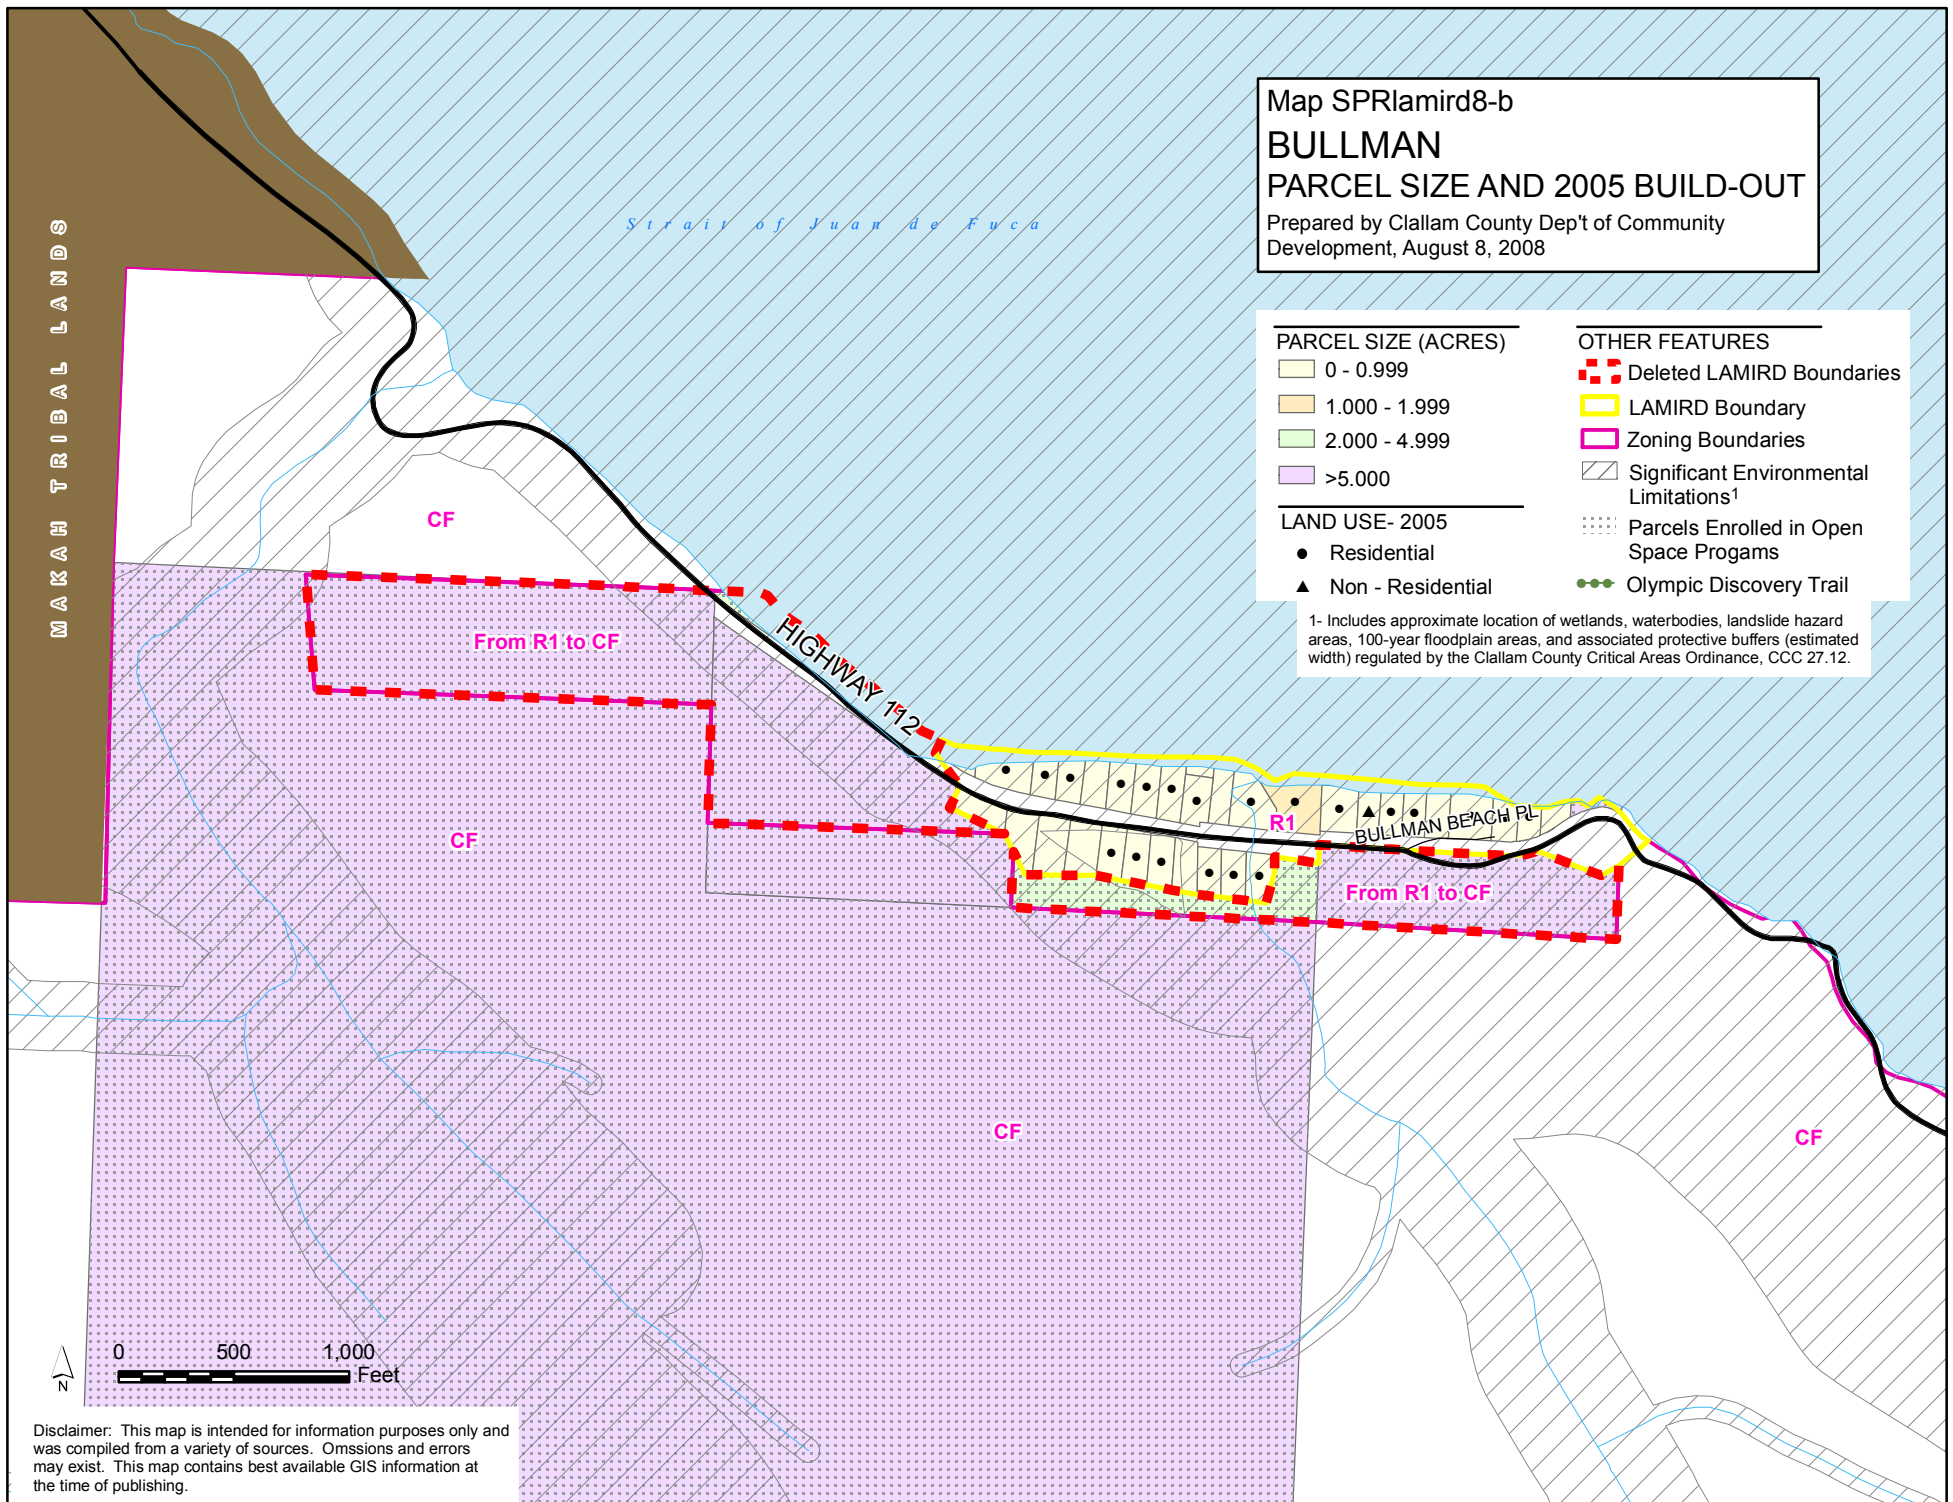 Map SPRlamird8-b
BULLMAN
PARCEL SIZE AND 2005 BUILD-OUT
Prepared by Clallam County Dep't of Community
Development, August 8, 2008
PARCEL SIZE (ACRES)
0 - 0.999
1.000 - 1.999
2.000 - 4.999
>5.000
LAND USE- 2005
Residential
Non - Residential
OTHER FEATURES
Deleted LAMIRD Boundaries
LAMIRD Boundary
Zoning Boundaries
Significant Environmental
Limitations1
Parcels Enrolled in Open
Space Progams
Olympic Discovery Trail
1- Includes approximate location of wetlands, waterbodies, landslide hazard
areas, 100-year floodplain areas, and associated protective buffers (estimated
width) regulated by the Clallam County Critical Areas Ordinance, CCC 27.12.
Strait of Juan de Fuca
MAKAH TRIBAL LANDS
CF
From R1 to CF
HIGHWAY 112
CF
R1
BULLMAN BEACH PL
From R1 to CF
CF
CF
0 500 1,000
Feet
N
Disclaimer: This map is intended for information purposes only and
was compiled from a variety of sources. Omssions and errors
may exist. This map contains best available GIS information at
the time of publishing.